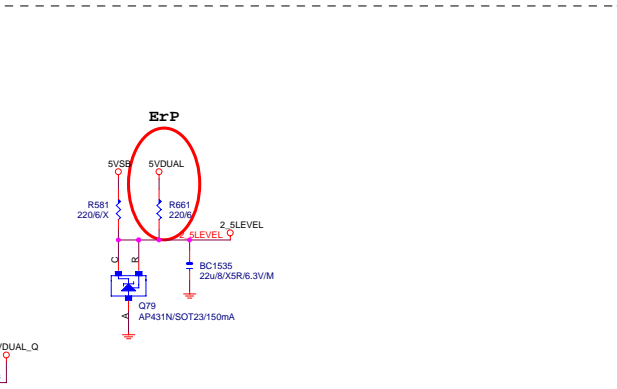 ErP
5VSB
5VDUAL
R581
220/6/X
R661
220/6
2_5LEVEL
2_5LEVEL
C
R
BC1535
22u/8/X5R/6.3V/M
Q79
A
AP431N/SOT23/150mA
VDUAL_Q